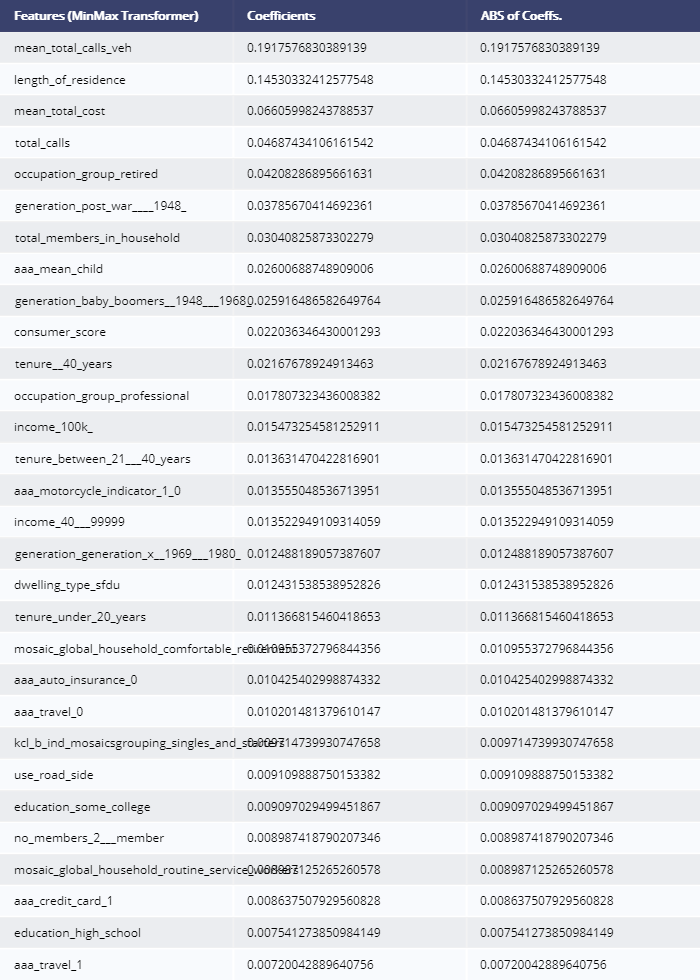 Features (MinMax Transformer) Coefficients ABS of Coeffs.
mean_total_calls_veh 0.1917576830389139 0.1917576830389139
length_of_residence 0.14530332412577548 0.14530332412577548
mean_total_cost 0.06605998243788537 0.06605998243788537
total_calls 0.04687434106161542 0.04687434106161542
occupation_group_retired 0.04208286895661631 0.04208286895661631
generation_post_war____1948_ 0.03785670414692361 0.03785670414692361
total_members_in_household 0.03040825873302279 0.03040825873302279
aaa_mean_child 0.02600688748909006 0.02600688748909006
generation_baby_boomers__1948___1968_ 0.025916486582649764 0.025916486582649764
consumer_score 0.022036346430001293 0.022036346430001293
tenure__40_years 0.02167678924913463 0.02167678924913463
occupation_group_professional 0.017807323436008382 0.017807323436008382
income_100k_ 0.015473254581252911 0.015473254581252911
tenure_between_21___40_years 0.013631470422816901 0.013631470422816901
aaa_motorcycle_indicator_1_0 0.013555048536713951 0.013555048536713951
income_40___99999 0.013522949109314059 0.013522949109314059
generation_generation_x__1969___1980_ 0.012488189057387607 0.012488189057387607
dwelling_type_sfdu 0.012431538538952826 0.012431538538952826
tenure_under_20_years 0.011366815460418653 0.011366815460418653
mosaic_global_household_comfortable_retirement 0.010955372796844356 0.010955372796844356
aaa_auto_insurance_0 0.010425402998874332 0.010425402998874332
aaa_travel_0 0.010201481379610147 0.010201481379610147
kcl_b_ind_mosaicsgrouping_singles_and_starters 0.009714739930747658 0.009714739930747658
use_road_side 0.009109888750153382 0.009109888750153382
education_some_college 0.009097029499451867 0.009097029499451867
no_members_2___member 0.008987418790207346 0.008987418790207346
mosaic_global_household_routine_service_workers 0.008987125265260578 0.008987125265260578
aaa_credit_card_1 0.008637507929560828 0.008637507929560828
education_high_school 0.007541273850984149 0.007541273850984149
aaa_travel_1 0.00720042889640756 0.00720042889640756